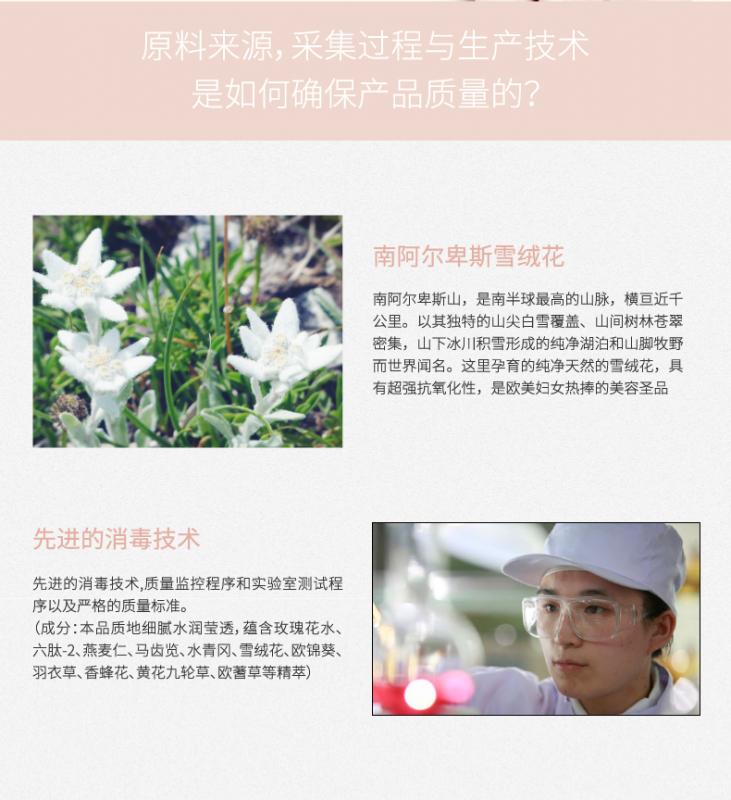 原料来源，采集过程与生产技术
是如何确保产品质量的？
南阿尔卑斯雪绒花
南阿尔卑斯山，是南半球最高的山脉，横亘近千
公里。以其独特的山尖白雪覆盖、山间树林苍翠
密集，山下冰川积雪形成的纯净湖泊和山脚牧野
而世界闻名。这里孕育的纯净天然的雪绒花，具
有超强抗氧化性，是欧美妇女热捧的美容圣品
先进的消毒技术
先进的消毒技术,质量监控程序和实验室测试程
序以及严格的质量标准。
（成分：本品质地细腻水润莹透，蕴含玫瑰花水、
六肽-2、燕麦仁、马齿苋、水青冈、雪绒花、欧锦葵、
羽衣草、香蜂花、黄花九轮草、欧蓍草等精萃）